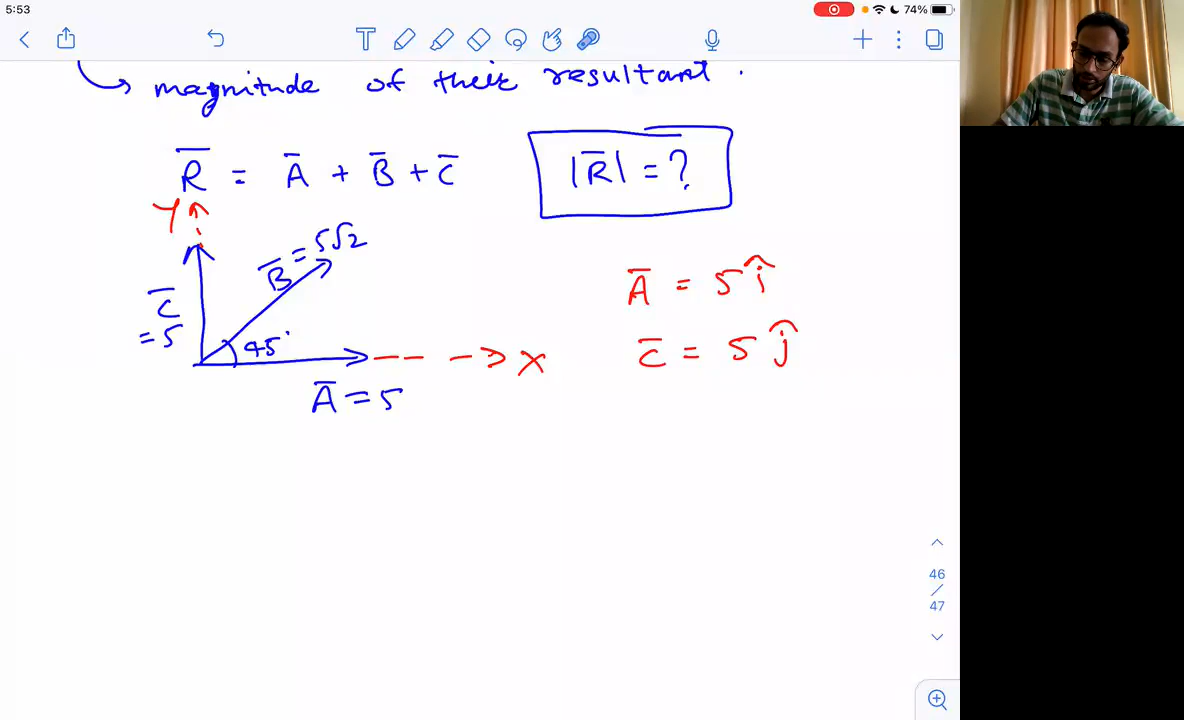 5:53
74%
T
magnitude of their resultant .
R̅ = A̅ + B̅ + C̅
|R̅| = ?
Y
B̅ = 5√2
C̅
= 5
45°
X
A̅ = 5
A̅ = 5 î
C̅ = 5 ĵ
46
/
47